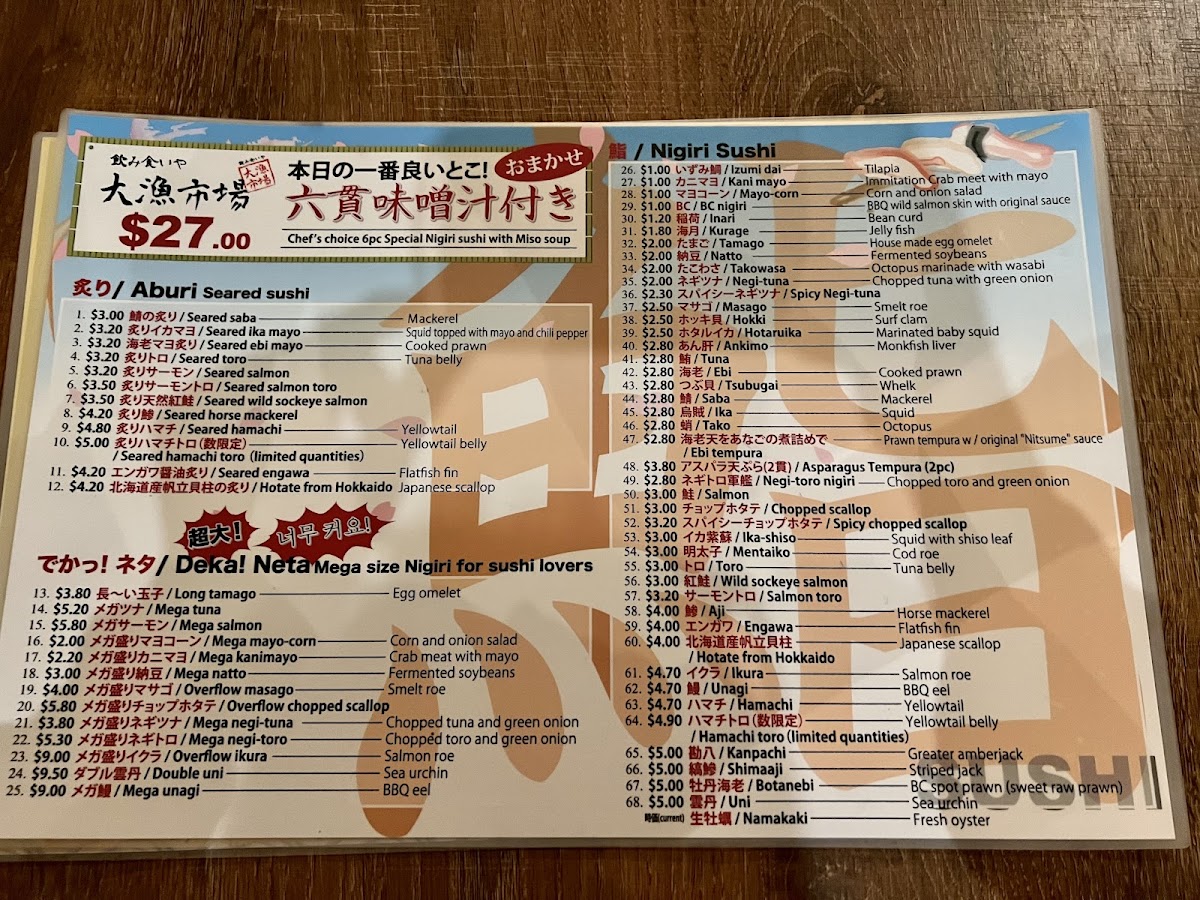 飲み食いや
大漁市場
飲み食いや
大漁
市場
$27.00
本日の一番良いとこ!
おまかせ
六貫味噌汁付き
Chef's choice 6pc Special Nigiri sushi with Miso soup
炙り/ Aburi Seared sushi
1. $3.00 鯖の炙り/Seared saba Mackerel
2. $3.20 炙りイカマヨ/Seared ika mayo Squid topped with mayo and chili pepper
3. $3.20 海老マヨ炙り/Seared ebi mayo Cooked prawn
4. $3.20 炙りトロ/Seared toro Tuna belly
5. $3.20 炙りサーモン/Seared salmon
6. $3.50 炙りサーモントロ/Seared salmon toro
7. $3.50 炙り天然紅鮭/Seared wild sockeye salmon
8. $4.20 炙り鯵/Seared horse mackerel
9. $4.80 炙りハマチ/Seared hamachi Yellowtail
10. $5.00 炙りハマチトロ(数限定) Yellowtail belly
/Seared hamachi toro (limited quantities)
11. $4.20 エンガワ醤油炙り/Seared engawa Flatfish fin
12. $4.20 北海道産帆立貝柱の炙り/Hotate from Hokkaido Japanese scallop
超大!
너무 커요!
でかっ! ネタ/ Deka! Neta Mega size Nigiri for sushi lovers
13. $3.80 長〜い玉子/Long tamago Egg omelet
14. $5.20 メガツナ/Mega tuna
15. $5.80 メガサーモン/Mega salmon
16. $2.00 メガ盛りマヨコーン/Mega mayo-corn Corn and onion salad
17. $2.20 メガ盛りカニマヨ/Mega kanimayo Crab meat with mayo
18. $3.00 メガ盛り納豆/Mega natto Fermented soybeans
19. $4.00 メガ盛りマサゴ/Overflow masago Smelt roe
20. $5.80 メガ盛りチョップホタテ/Overflow chopped scallop
21. $3.80 メガ盛りネギツナ/Mega negi-tuna Chopped tuna and green onion
22. $5.30 メガ盛りネギトロ/Mega negi-toro Chopped toro and green onion
23. $9.00 メガ盛りイクラ/Overflow ikura Salmon roe
24. $9.50 ダブル雲丹/Double uni Sea urchin
25. $9.00 メガ鰻/Mega unagi BBQ eel
鮨 / Nigiri Sushi
26. $1.00 いずみ鯛/Izumi dai Tilapia
27. $1.00 カニマヨ/Kani mayo Immitation Crab meat with mayo
28. $1.00 マヨコーン/Mayo-corn Corn and onion salad
29. $1.00 BC/BC nigiri BBQ wild salmon skin with original sauce
30. $1.20 稲荷/Inari Bean curd
31. $1.80 海月/Kurage Jelly fish
32. $2.00 たまご/Tamago House made egg omelet
33. $2.00 納豆/Natto Fermented soybeans
34. $2.00 たこわさ/Takowasa Octopus marinade with wasabi
35. $2.00 ネギツナ/Negi-tuna Chopped tuna with green onion
36. $2.30 スパイシーネギツナ/Spicy Negi-tuna
37. $2.50 マサゴ/Masago Smelt roe
38. $2.50 ホッキ貝/Hokki Surf clam
39. $2.50 ホタルイカ/Hotaruika Marinated baby squid
40. $2.80 あん肝/Ankimo Monkfish liver
41. $2.80 鮪/Tuna
42. $2.80 海老/Ebi Cooked prawn
43. $2.80 つぶ貝/Tsubugai Whelk
44. $2.80 鯖/Saba Mackerel
45. $2.80 烏賊/Ika Squid
46. $2.80 蛸/Tako Octopus
47. $2.80 海老天をあなごの煮詰めで Prawn tempura w/ original "Nitsume" sauce
/Ebi tempura
48. $3.80 アスパラ天ぷら(2貫)/Asparagus Tempura (2pc)
49. $2.80 ネギトロ軍艦/Negi-toro nigiri Chopped toro and green onion
50. $3.00 鮭/Salmon
51. $3.00 チョップホタテ/Chopped scallop
52. $3.20 スパイシーチョップホタテ/Spicy chopped scallop
53. $3.00 イカ紫蘇/Ika-shiso Squid with shiso leaf
54. $3.00 明太子/Mentaiko Cod roe
55. $3.00 トロ/Toro Tuna belly
56. $3.00 紅鮭/Wild sockeye salmon
57. $3.20 サーモントロ/Salmon toro
58. $4.00 鯵/Aji Horse mackerel
59. $4.00 エンガワ/Engawa Flatfish fin
60. $4.00 北海道産帆立貝柱 Japanese scallop
/Hotate from Hokkaido
61. $4.70 イクラ/Ikura Salmon roe
62. $4.70 鰻/Unagi BBQ eel
63. $4.70 ハマチ/Hamachi Yellowtail
64. $4.90 ハマチトロ(数限定) Yellowtail belly
/Hamachi toro (limited quantities)
65. $5.00 勘八/Kanpachi Greater amberjack
66. $5.00 縞鯵/Shimaaji Striped jack
67. $5.00 牡丹海老/Botanebi BC spot prawn (sweet raw prawn)
68. $5.00 雲丹/Uni Sea urchin
時価(current) 生牡蠣/Namakaki Fresh oyster
SUSHI